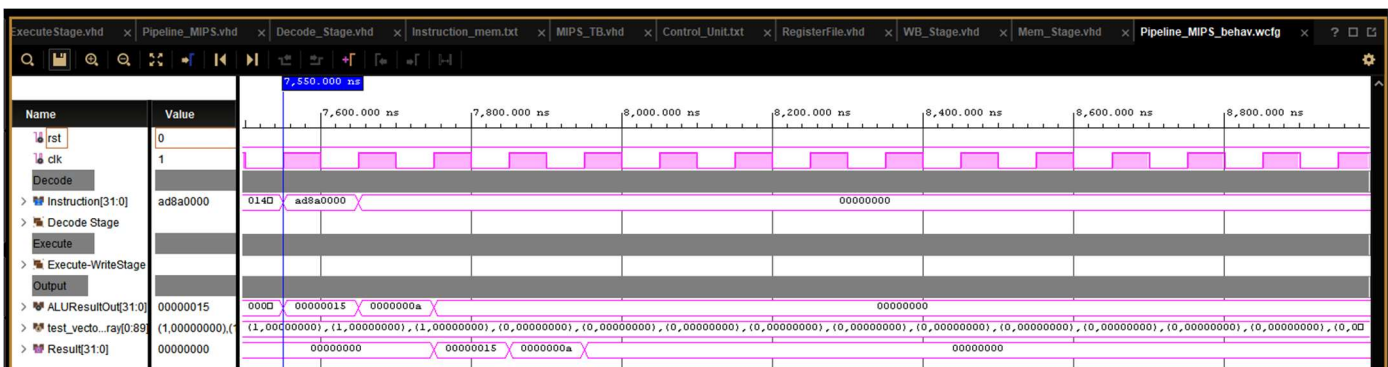 ExecuteStage.vhd × Pipeline_MIPS.vhd × Decode_Stage.vhd × Instruction_mem.txt × MIPS_TB.vhd × Control_Unit.txt × RegisterFile.vhd × WB_Stage.vhd × Mem_Stage.vhd × Pipeline_MIPS_behav.wcfg × ?
7,550.000 ns
Name Value 7,600.000 ns 7,800.000 ns 8,000.000 ns 8,200.000 ns 8,400.000 ns 8,600.000 ns 8,800.000 ns
rst 0
clk 1
Decode
> Instruction[31:0] ad8a0000 014 ad8a0000 00000000
> Decode Stage
Execute
> Execute-WriteStage
Output
> ALUResultOut[31:0] 00000015 000 00000015 0000000a 00000000
> test_vecto...ray[0:89] (1,00000000),(1 (1,00000000),(1,00000000),(1,00000000),(0,00000000),(0,00000000),(0,00000000),(0,00000000),(0,00000000),(0,00000000),(0,00000000),(0,00000000),(0,00000000),(0,00000000),(0,00
> Result[31:0] 00000000 00000000 00000015 0000000a 00000000